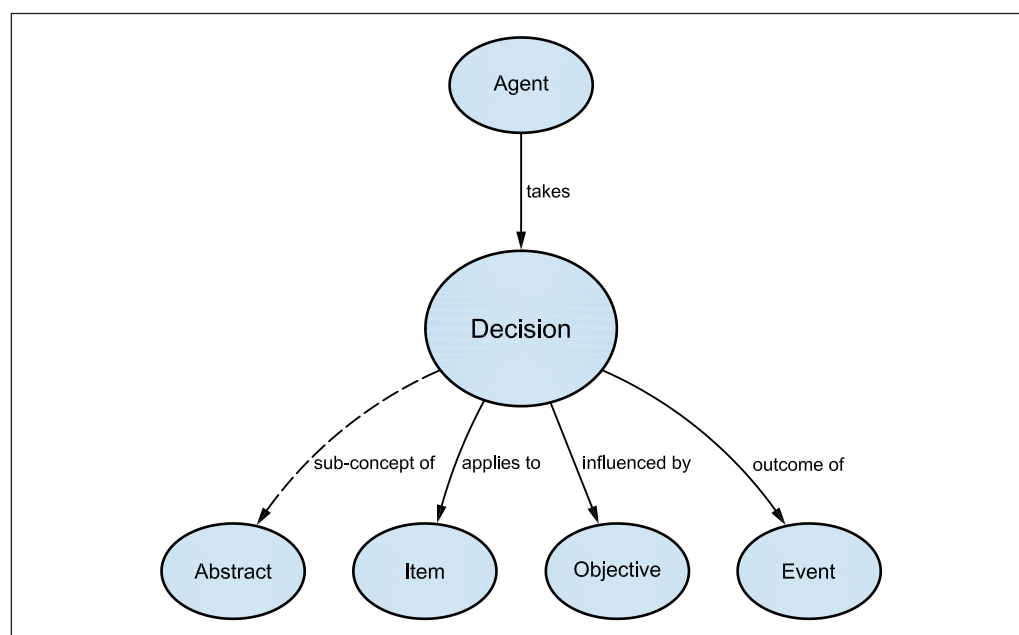 Agent
takes
Decision
sub-concept of
applies to
influenced by
outcome of
Abstract
Item
Objective
Event